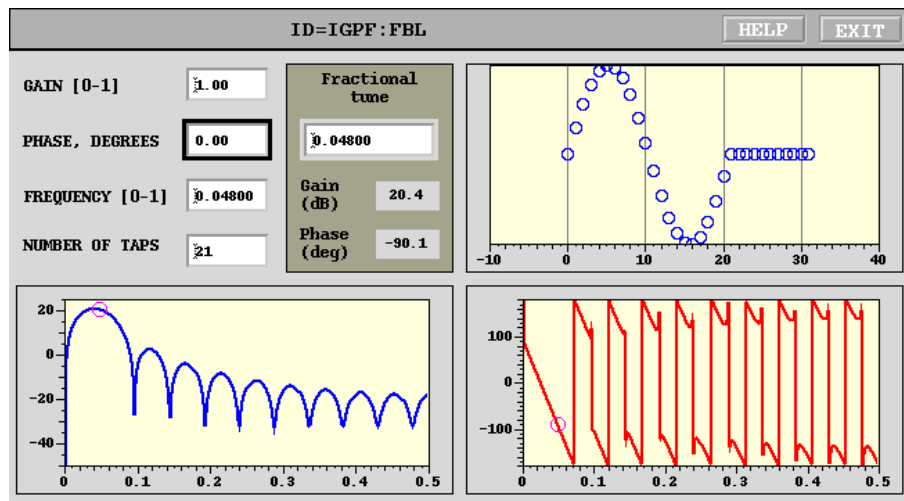 ID=IGPF:FBL
HELP
EXIT
GAIN [0-1]
1.00
PHASE, DEGREES
0.00
FREQUENCY [0-1]
0.04800
NUMBER OF TAPS
21
Fractional
tune
0.04800
Gain
(dB)
20.4
Phase
(deg)
-90.1
-10 0 10 20 30 40
20
0
-20
-40
0 0.1 0.2 0.3 0.4 0.5
100
0
-100
0 0.1 0.2 0.3 0.4 0.5